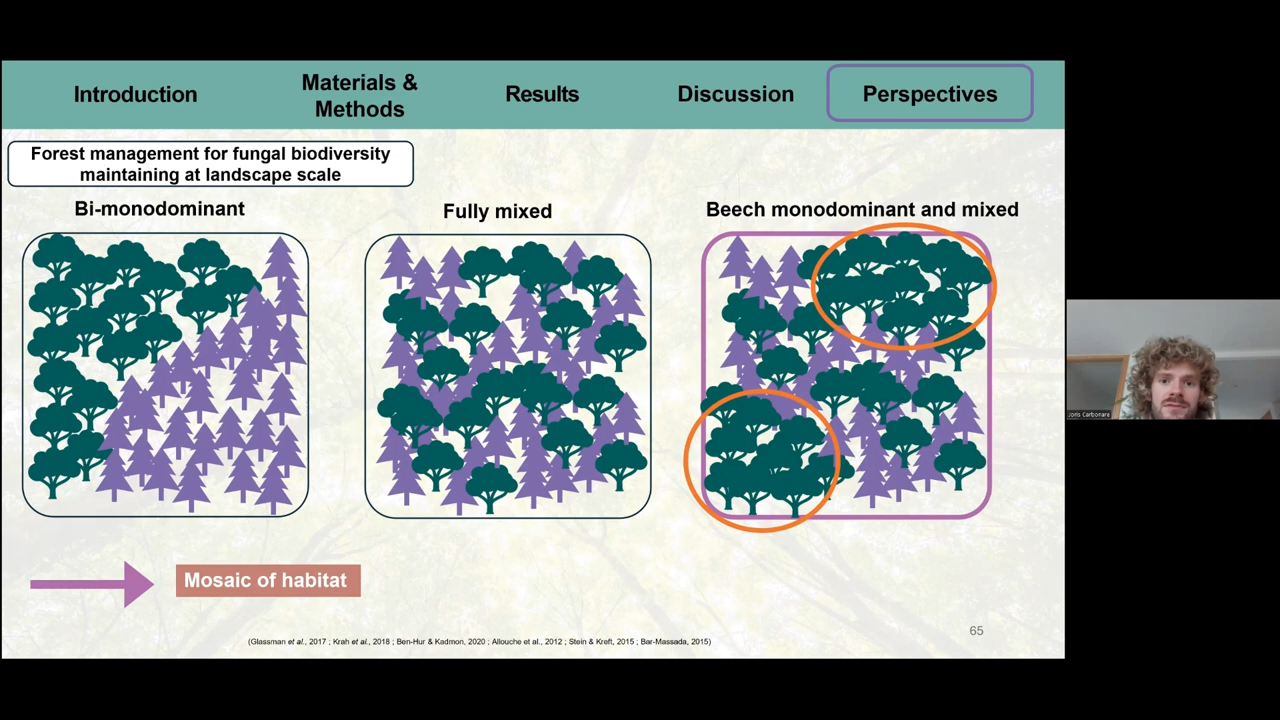 Introduction
Materials &
Methods
Results
Discussion
Perspectives
Forest management for fungal biodiversity
maintaining at landscape scale
Bi-monodominant
Fully mixed
Beech monodominant and mixed
Mosaic of habitat
(Glassman et al., 2017 ; Krah et al., 2018 ; Ben-Hur & Kadmon, 2020 ; Allouche et al., 2012 ; Stein & Kreft, 2015 ; Bar-Massada, 2015)
65
Joris Carbonare